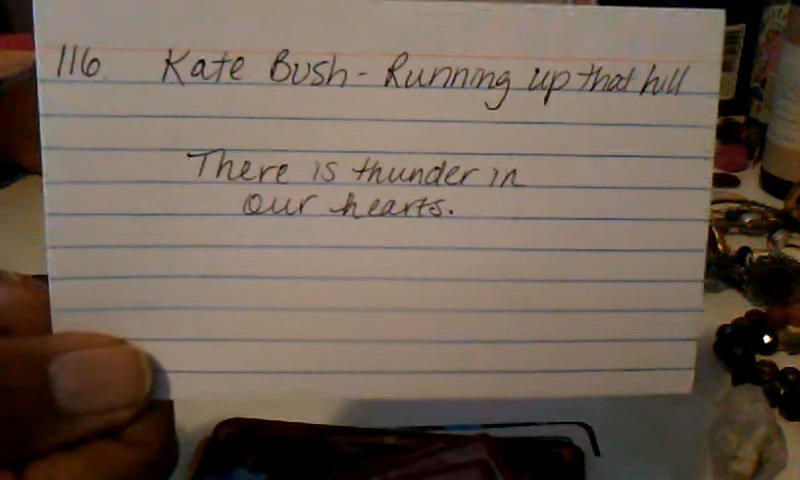 116. Kate Bush - Running up that hill
There is thunder in
our hearts.